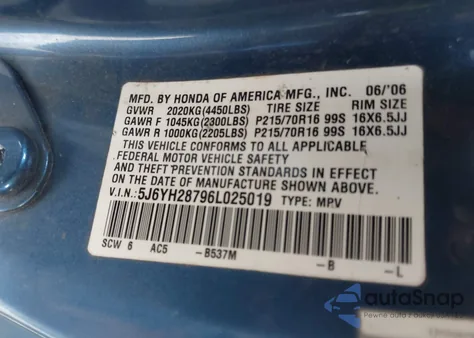 MFD. BY HONDA OF AMERICA MFG., INC. 06/'06
GVWR 2020KG(4450LBS) TIRE SIZE RIM SIZE
GAWR F 1045KG(2300LBS) P215/70R16 99S 16X6.5JJ
GAWR R 1000KG(2205LBS) P215/70R16 99S 16X6.5JJ
THIS VEHICLE CONFORMS TO ALL APPLICABLE
FEDERAL MOTOR VEHICLE SAFETY
AND THEFT PREVENTION STANDARDS IN EFFECT
ON THE DATE OF MANUFACTURE SHOWN ABOVE.
V.I.N.: 5J6YH28796L025019 TYPE: MPV
SCW 6 AC5 -B537M -B -L
autoSnap